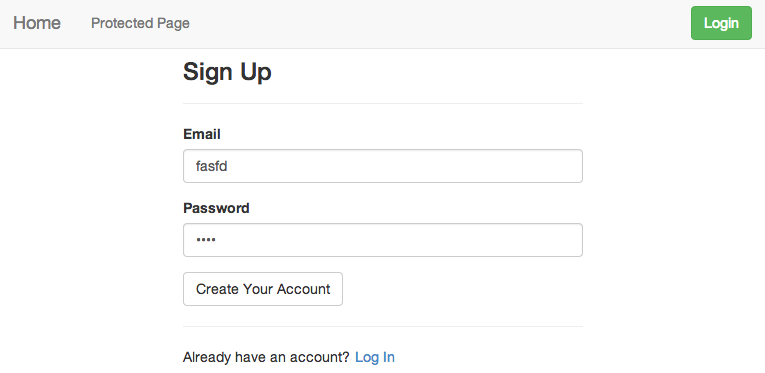 Home Protected Page Login
Sign Up
Email
fasfd
Password
••••
Create Your Account
Already have an account? Log In